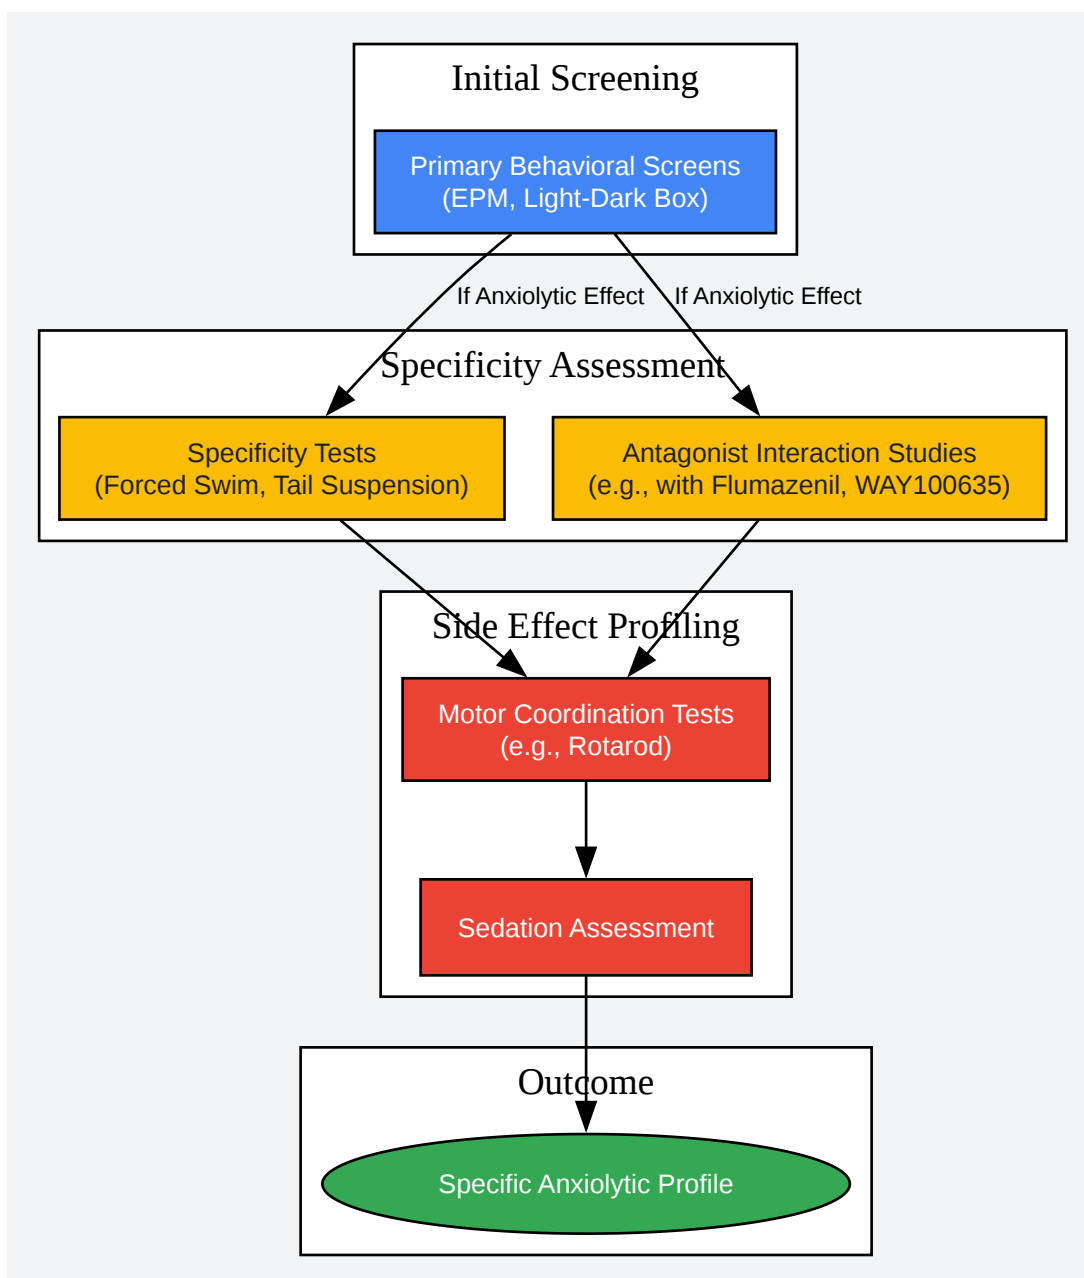 Initial Screening
Primary Behavioral Screens
(EPM, Light-Dark Box)
If Anxiolytic Effect
If Anxiolytic Effect
Specificity Assessment
Specificity Tests
(Forced Swim, Tail Suspension)
Antagonist Interaction Studies
(e.g., with Flumazenil, WAY100635)
Side Effect Profiling
Motor Coordination Tests
(e.g., Rotarod)
Sedation Assessment
Outcome
Specific Anxiolytic Profile